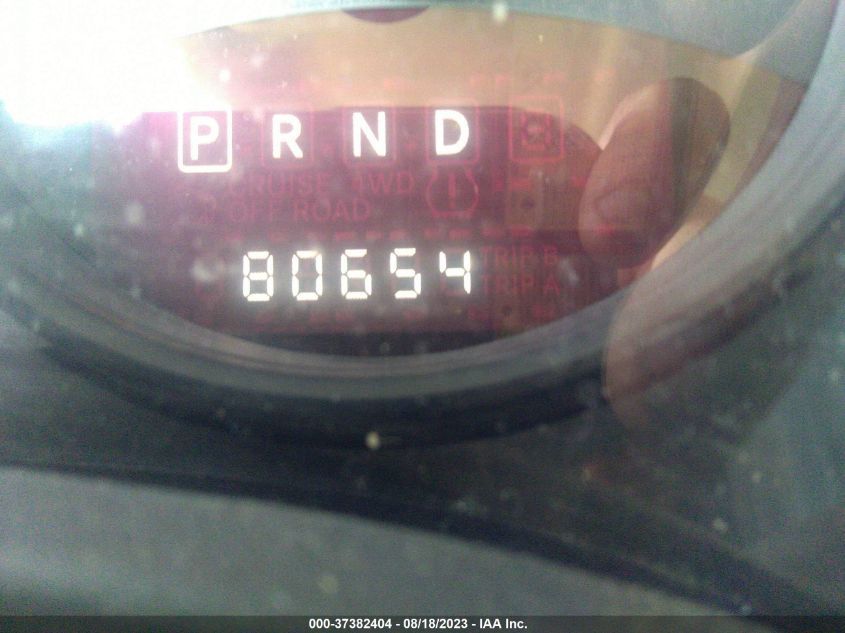 P R N D
CRUISE 4WD
OFF ROAD
80654 TRIP B
TRIP A
000-37382404 - 08/18/2023 - IAA Inc.